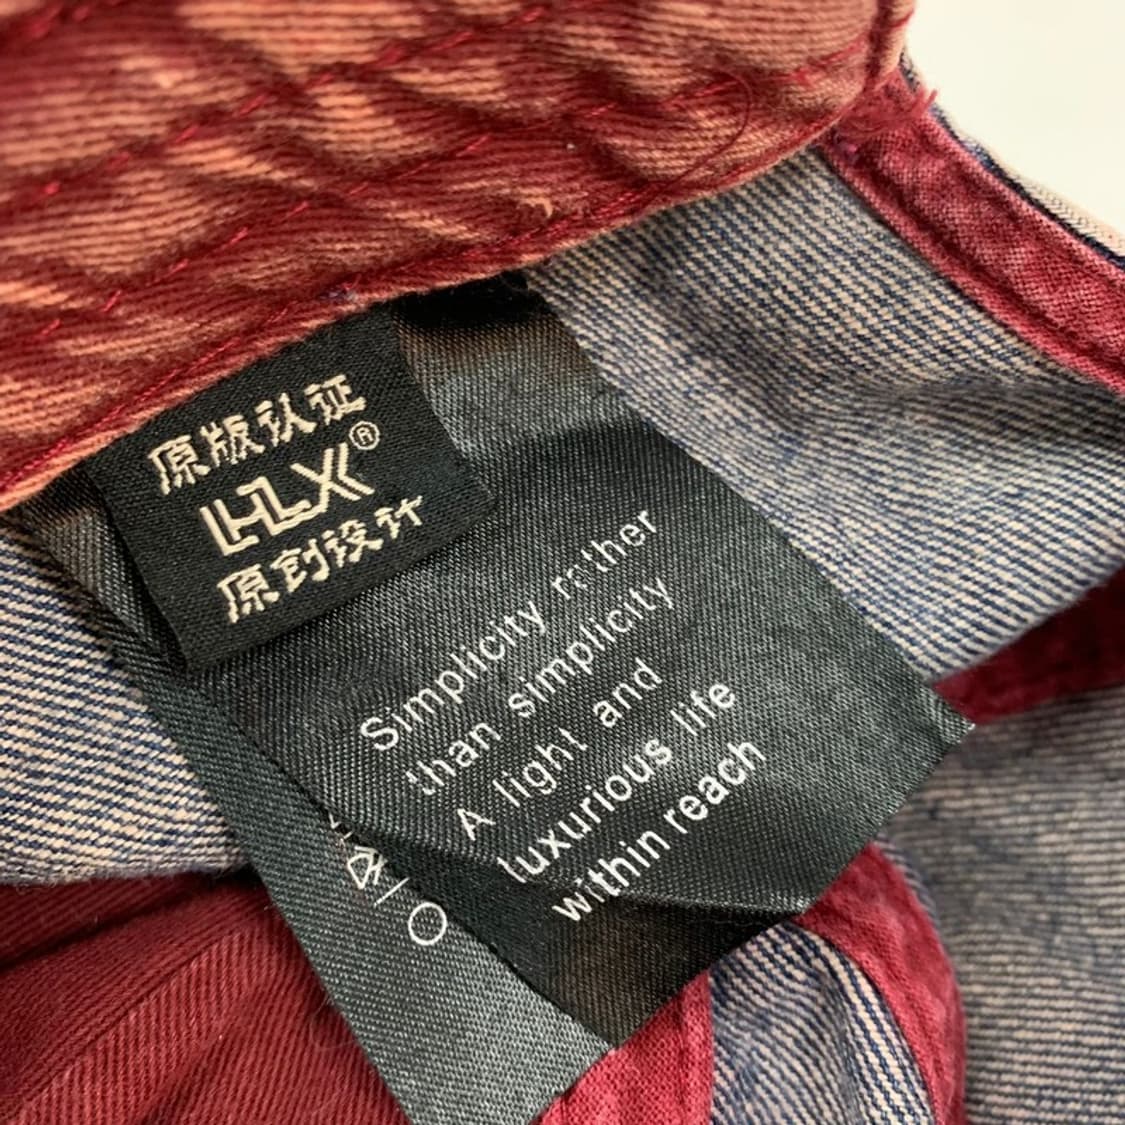 原版认证
HLX®
原创设计
Simplicity rather
than simplicity
A light and
luxurious life
within reach